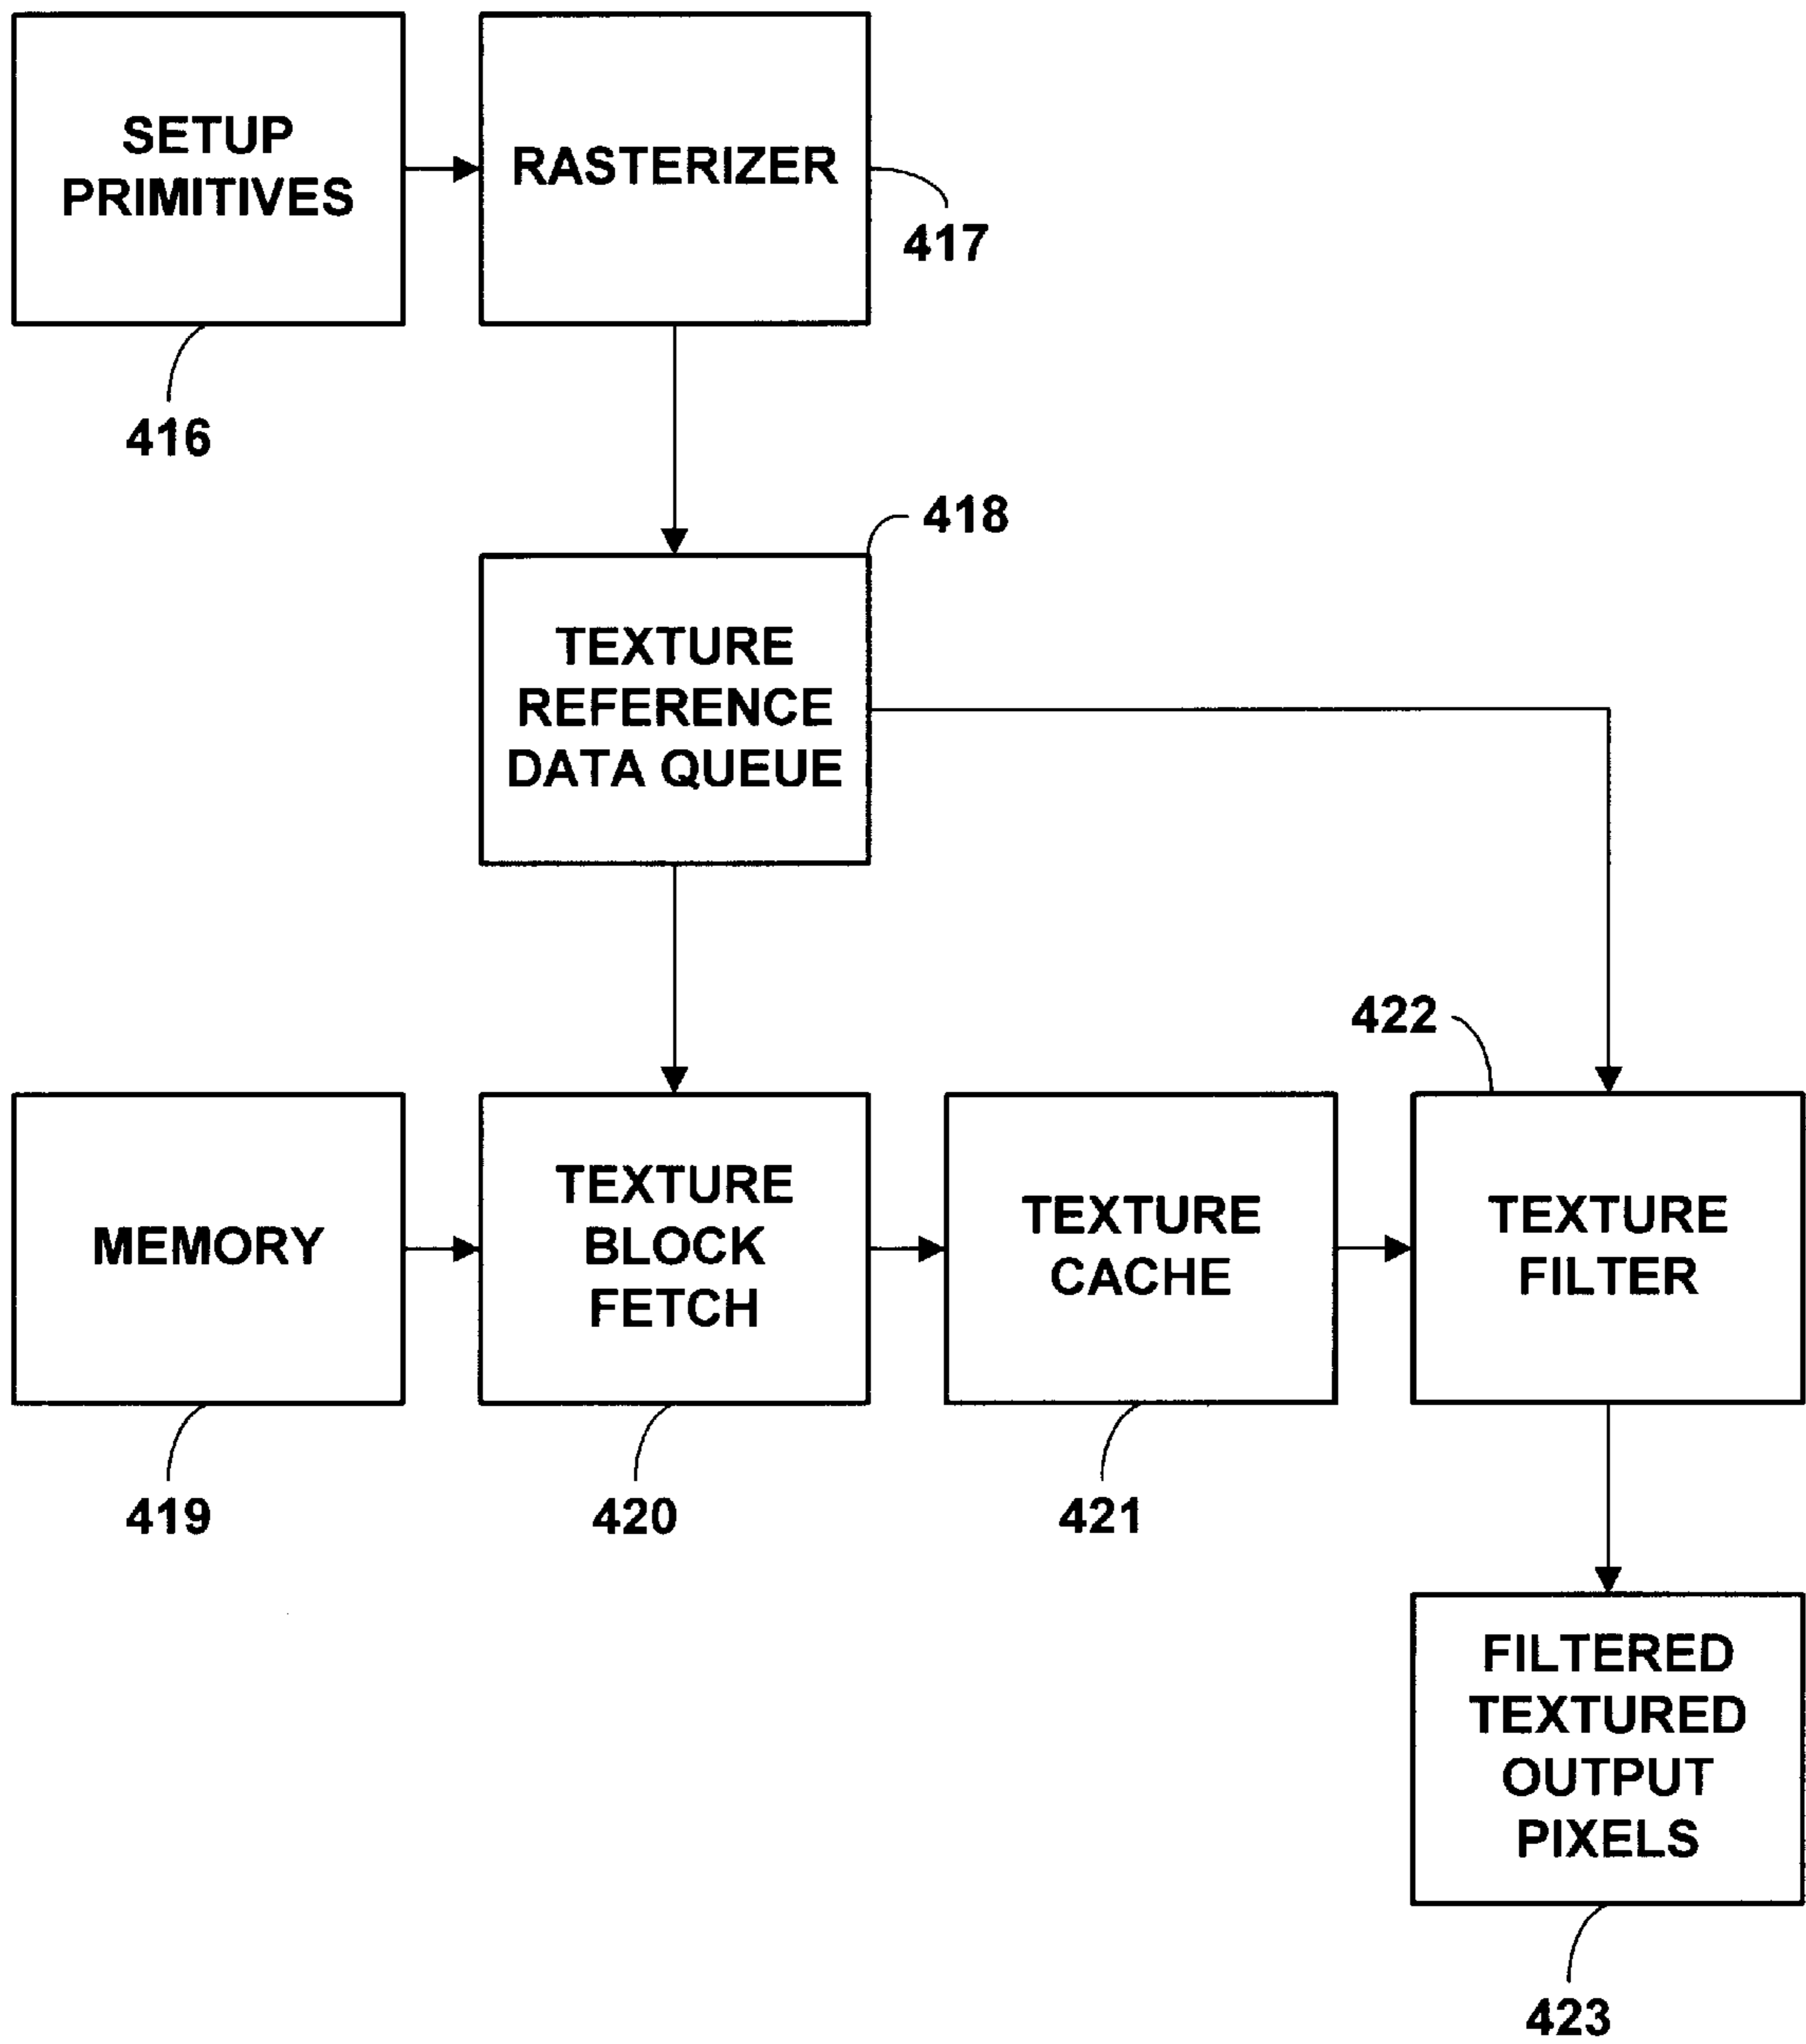 SETUP
PRIMITIVES
RASTERIZER
417
416
418
TEXTURE
REFERENCE
DATA QUEUE
422
MEMORY
TEXTURE
BLOCK
FETCH
TEXTURE
CACHE
TEXTURE
FILTER
419
420
421
FILTERED
TEXTURED
OUTPUT
PIXELS
423